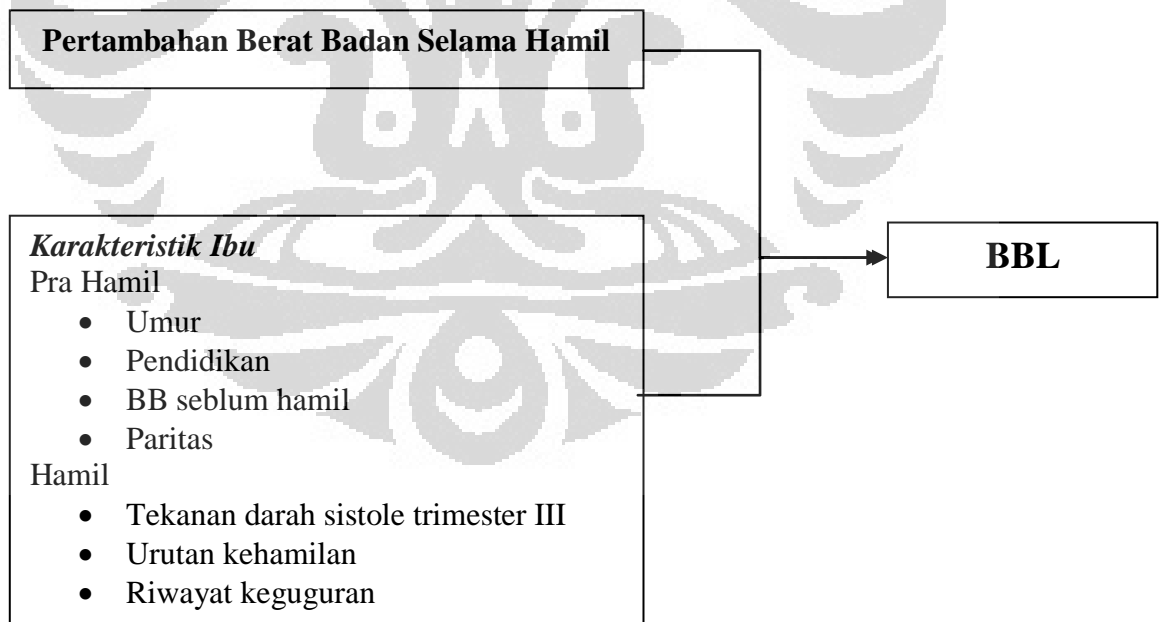 Pertambahan Berat Badan Selama Hamil
Karakteristik Ibu
Pra Hamil
• Umur
• Pendidikan
• BB seblum hamil
• Paritas
Hamil
• Tekanan darah sistole trimester III
• Urutan kehamilan
• Riwayat keguguran
BBL